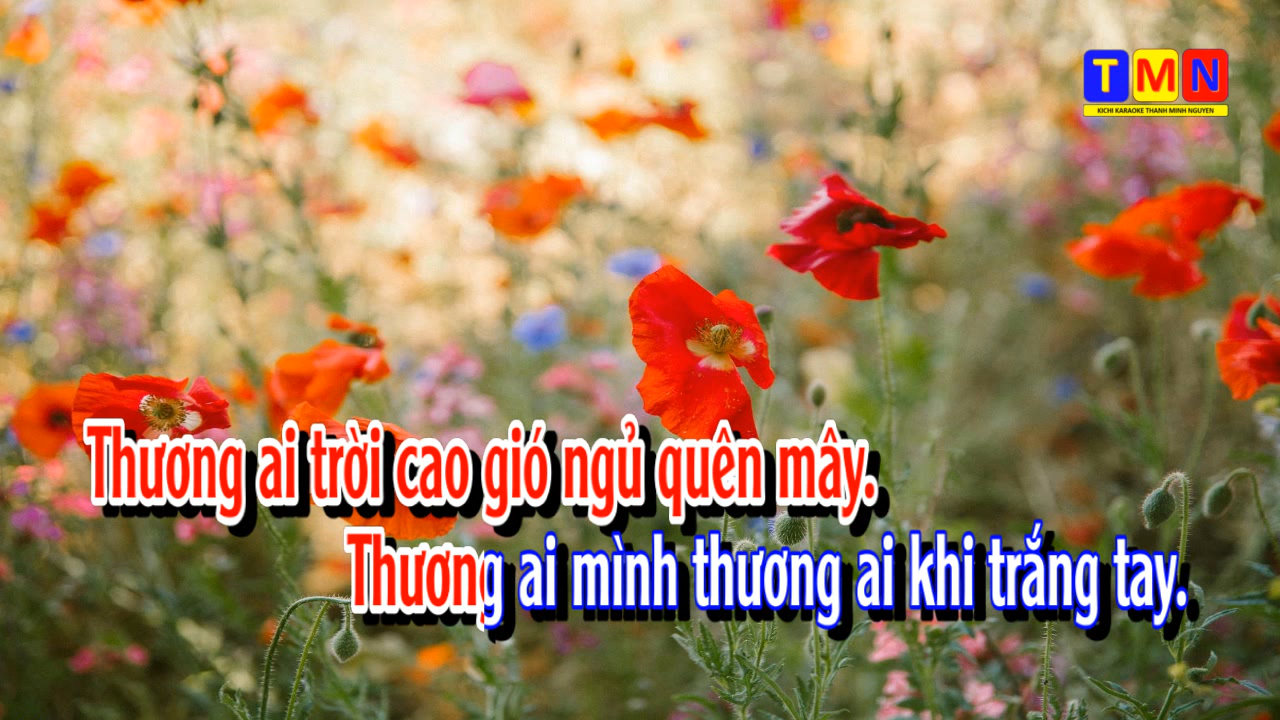 TMN
KICHI KARAOKE THANH MINH NGUYEN
Thương ai trời cao gió ngủ quên mây.
Thương ai mình thương ai khi trắng tay.